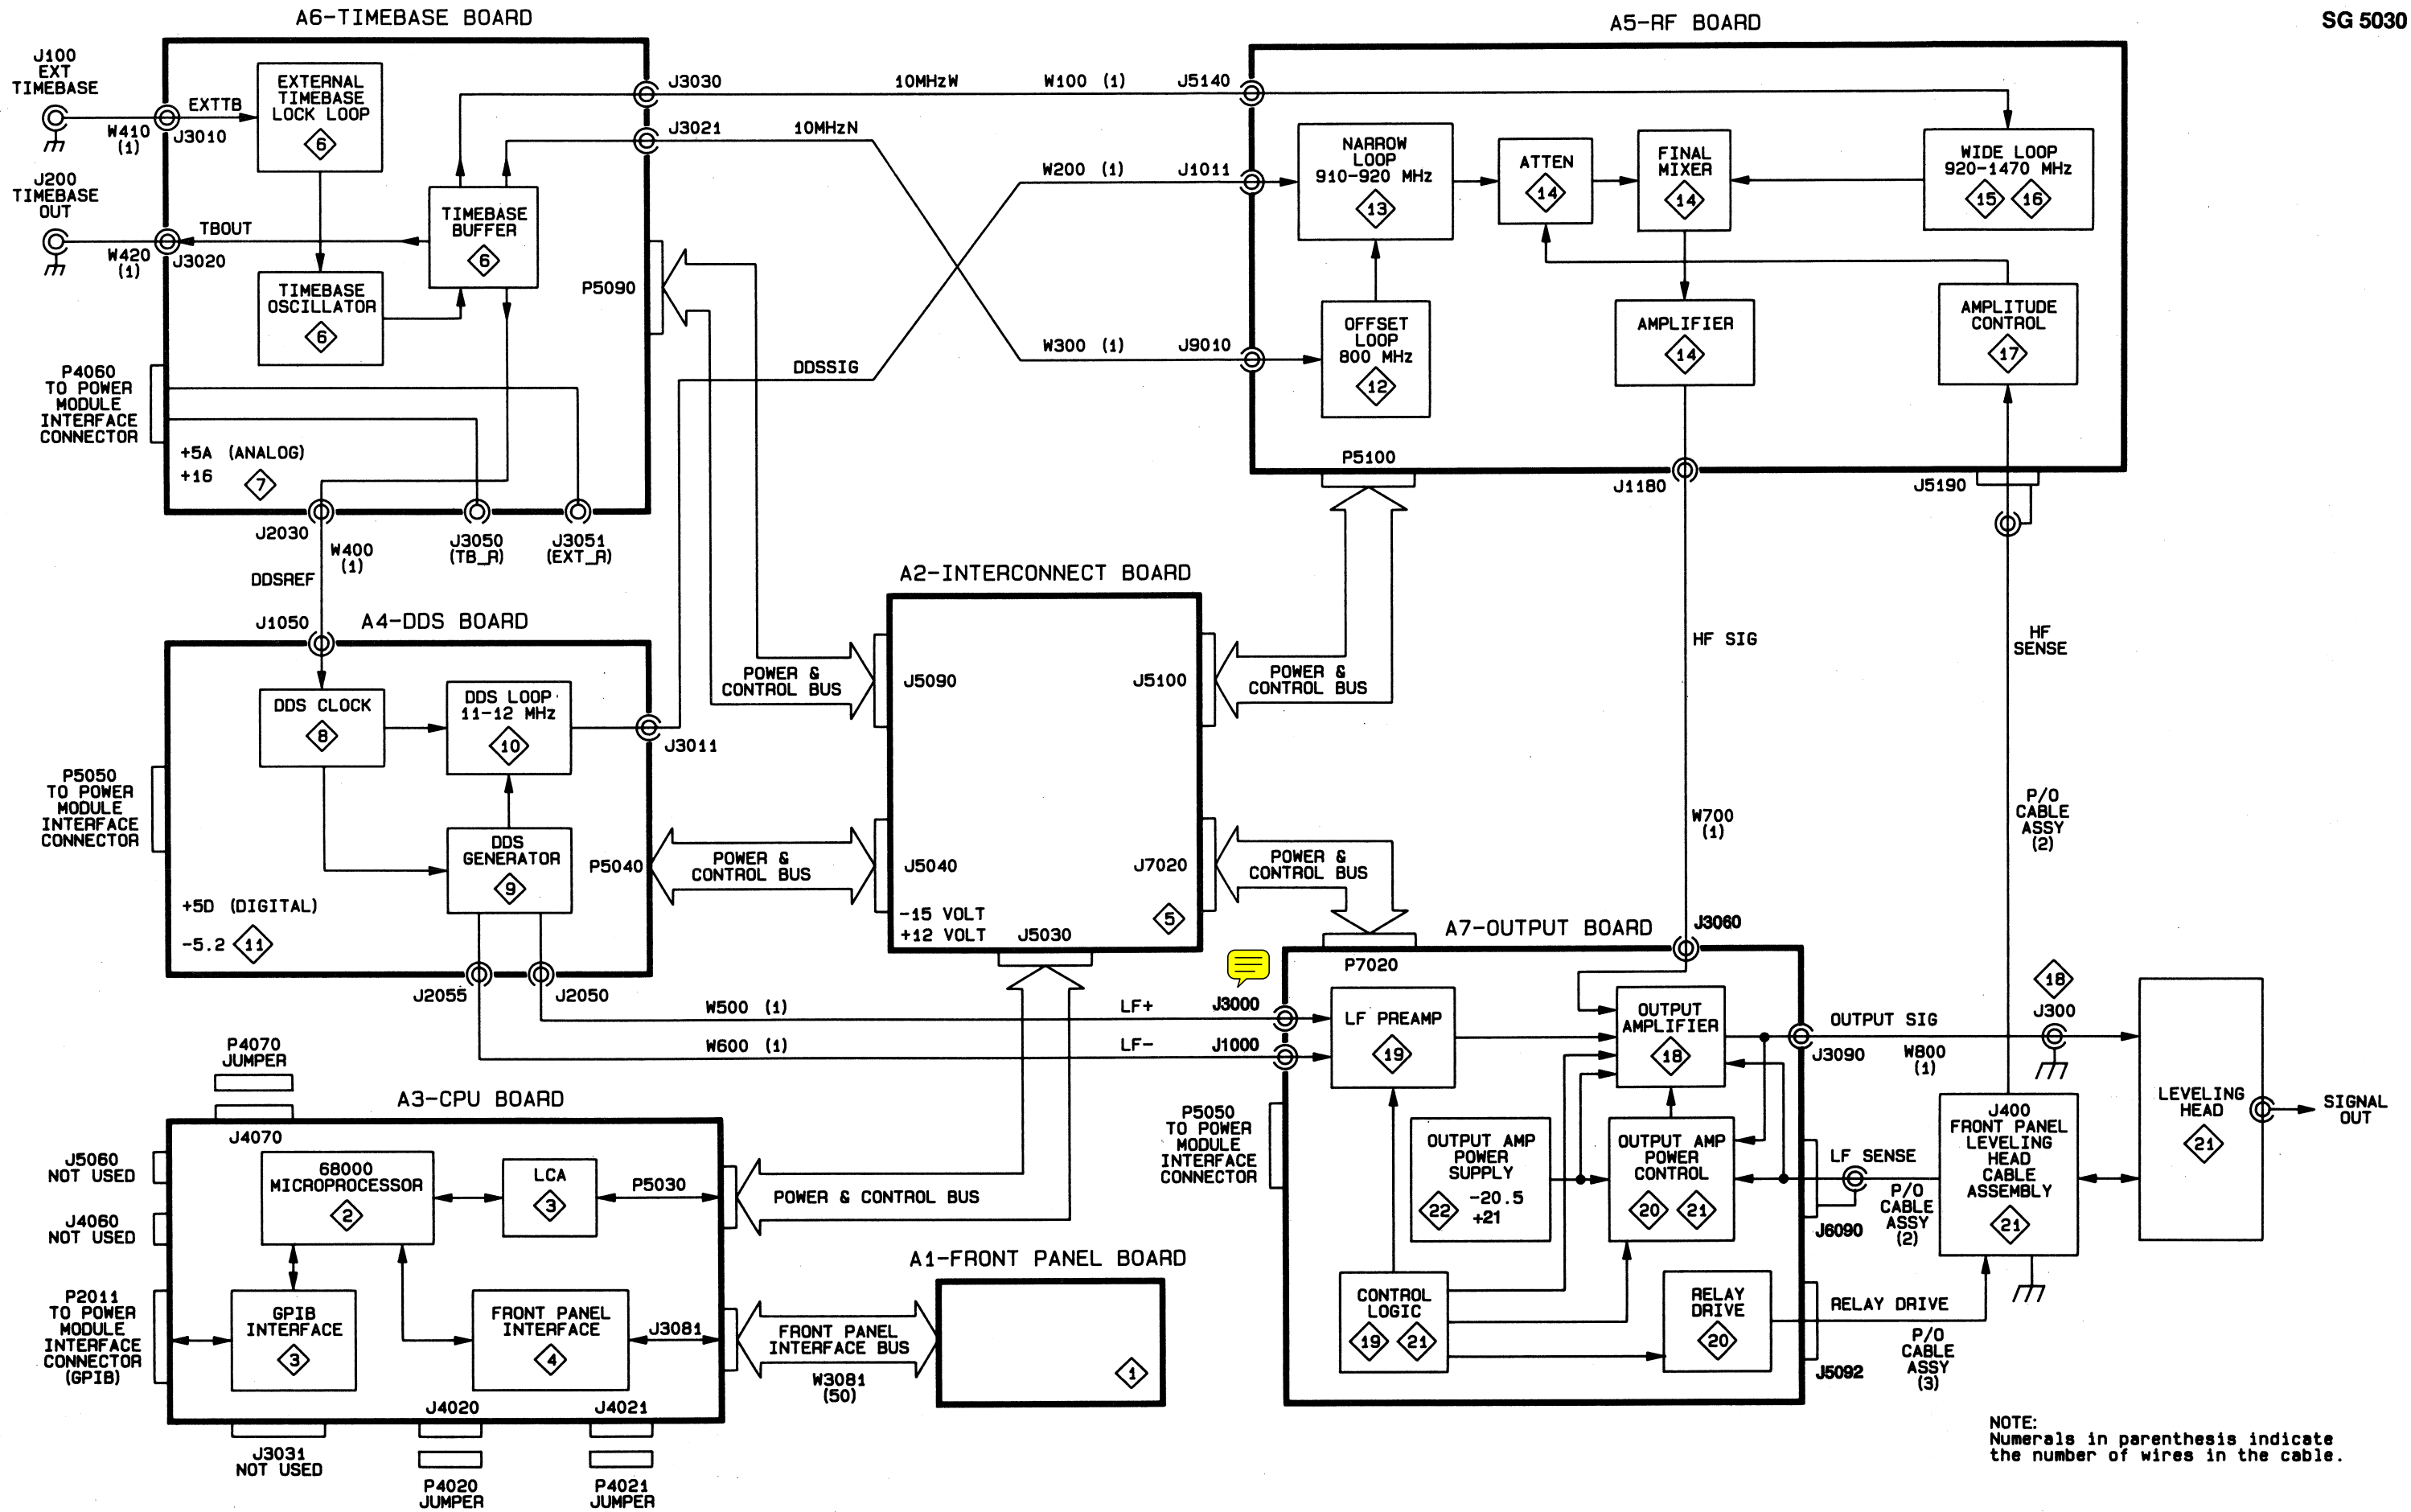 SG 5030
A6-TIMEBASE BOARD
J100
EXT
TIMEBASE
EXTTB
W410
(1)
J3010
EXTERNAL
TIMEBASE
LOCK LOOP
6
J200
TIMEBASE
OUT
TBOUT
W420
(1)
J3020
TIMEBASE
BUFFER
6
TIMEBASE
OSCILLATOR
6
P5090
P4060
TO POWER
MODULE
INTERFACE
CONNECTOR
+5A (ANALOG)
+16
7
J2030
J3050
(TB_R)
J3051
(EXT_R)
W400
(1)
DDSREF
J3030
10MHzW
W100 (1)
J5140
J3021
10MHzN
W200 (1)
J1011
DDSSIG
W300 (1)
J9010
A5-RF BOARD
NARROW
LOOP
910-920 MHz
13
ATTEN
14
FINAL
MIXER
14
WIDE LOOP
920-1470 MHz
15
16
OFFSET
LOOP
800 MHz
12
AMPLIFIER
14
AMPLITUDE
CONTROL
17
P5100
J1180
J5190
A4-DDS BOARD
J1050
DDS CLOCK
8
DDS LOOP
11-12 MHz
10
J3011
DDS
GENERATOR
9
P5040
P5050
TO POWER
MODULE
INTERFACE
CONNECTOR
+5D (DIGITAL)
-5.2
11
J2055
J2050
A2-INTERCONNECT BOARD
POWER &
CONTROL BUS
J5090
J5100
POWER &
CONTROL BUS
POWER &
CONTROL BUS
J5040
J7020
POWER &
CONTROL BUS
-15 VOLT
+12 VOLT
J5030
5
HF SIG
HF
SENSE
W700
(1)
P/O
CABLE
ASSY
(2)
W500 (1)
LF+
J3000
W600 (1)
LF-
J1000
A7-OUTPUT BOARD
J3060
P7020
LF PREAMP
19
OUTPUT
AMPLIFIER
18
OUTPUT AMP
POWER
SUPPLY
22
-20.5
+21
OUTPUT AMP
POWER
CONTROL
20
21
CONTROL
LOGIC
19
21
RELAY
DRIVE
20
P5050
TO POWER
MODULE
INTERFACE
CONNECTOR
OUTPUT SIG
J3090
W800
(1)
18
J300
LF SENSE
P/O
CABLE
ASSY
(2)
J6090
J400
FRONT PANEL
LEVELING
HEAD
CABLE
ASSEMBLY
21
LEVELING
HEAD
21
SIGNAL
OUT
RELAY DRIVE
P/O
CABLE
ASSY
(3)
J5092
P4070
JUMPER
A3-CPU BOARD
J4070
J5060
NOT USED
J4060
NOT USED
P2011
TO POWER
MODULE
INTERFACE
CONNECTOR
(GPIB)
68000
MICROPROCESSOR
2
LCA
3
P5030
POWER & CONTROL BUS
GPIB
INTERFACE
3
FRONT PANEL
INTERFACE
4
J3081
FRONT PANEL
INTERFACE BUS
W3081
(50)
A1-FRONT PANEL BOARD
1
J4020
J4021
J3031
NOT USED
P4020
JUMPER
P4021
JUMPER
NOTE:
Numerals in parenthesis indicate
the number of wires in the cable.